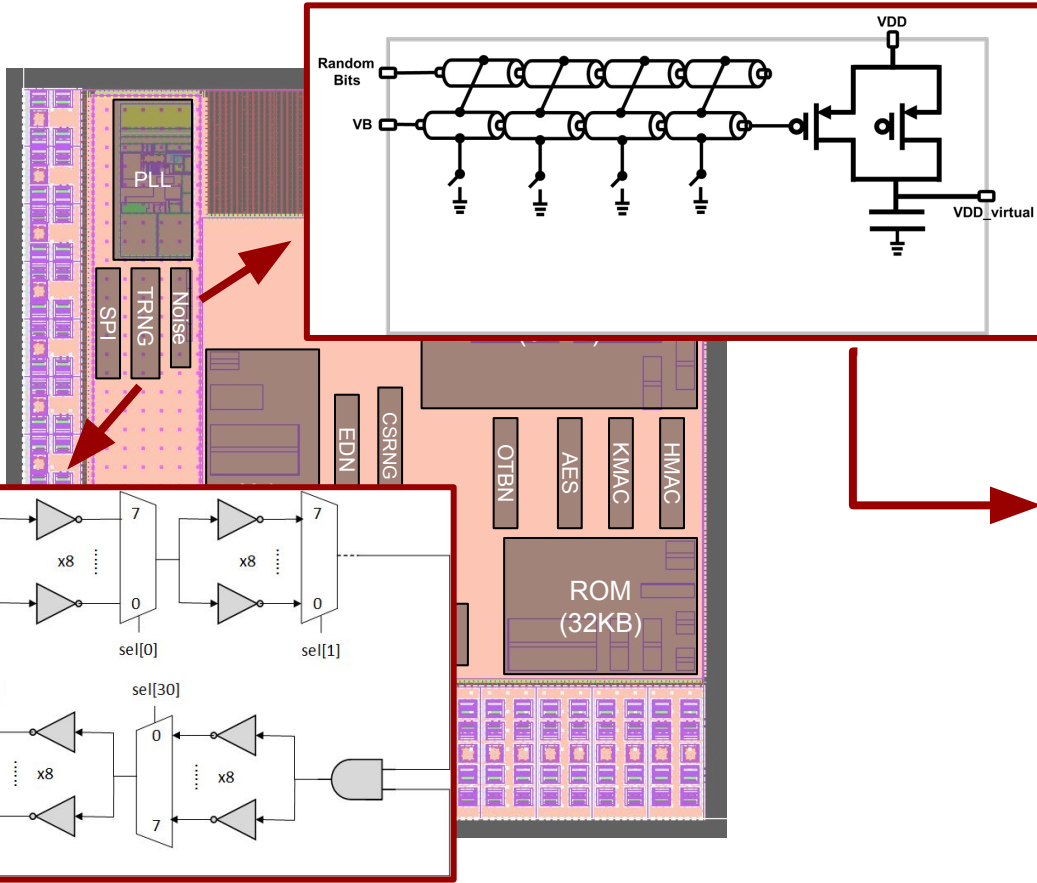 VDD
Random
Bits
VB
VDD_virtual
PLL
SPI
TRNG
Noise
EDN
CSRNG
OTBN
AES
KMAC
HMAC
ROM
(32KB)
7
x8
0
sel[0]
7
x8
0
sel[1]
sel[30]
0
x8
7
x8